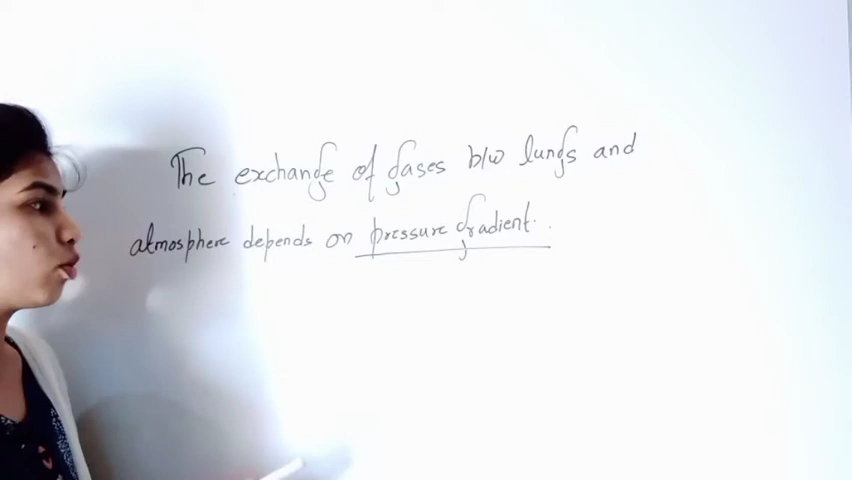 The exchange of gases b/w lungs and
atmosphere depends on pressure gradient.